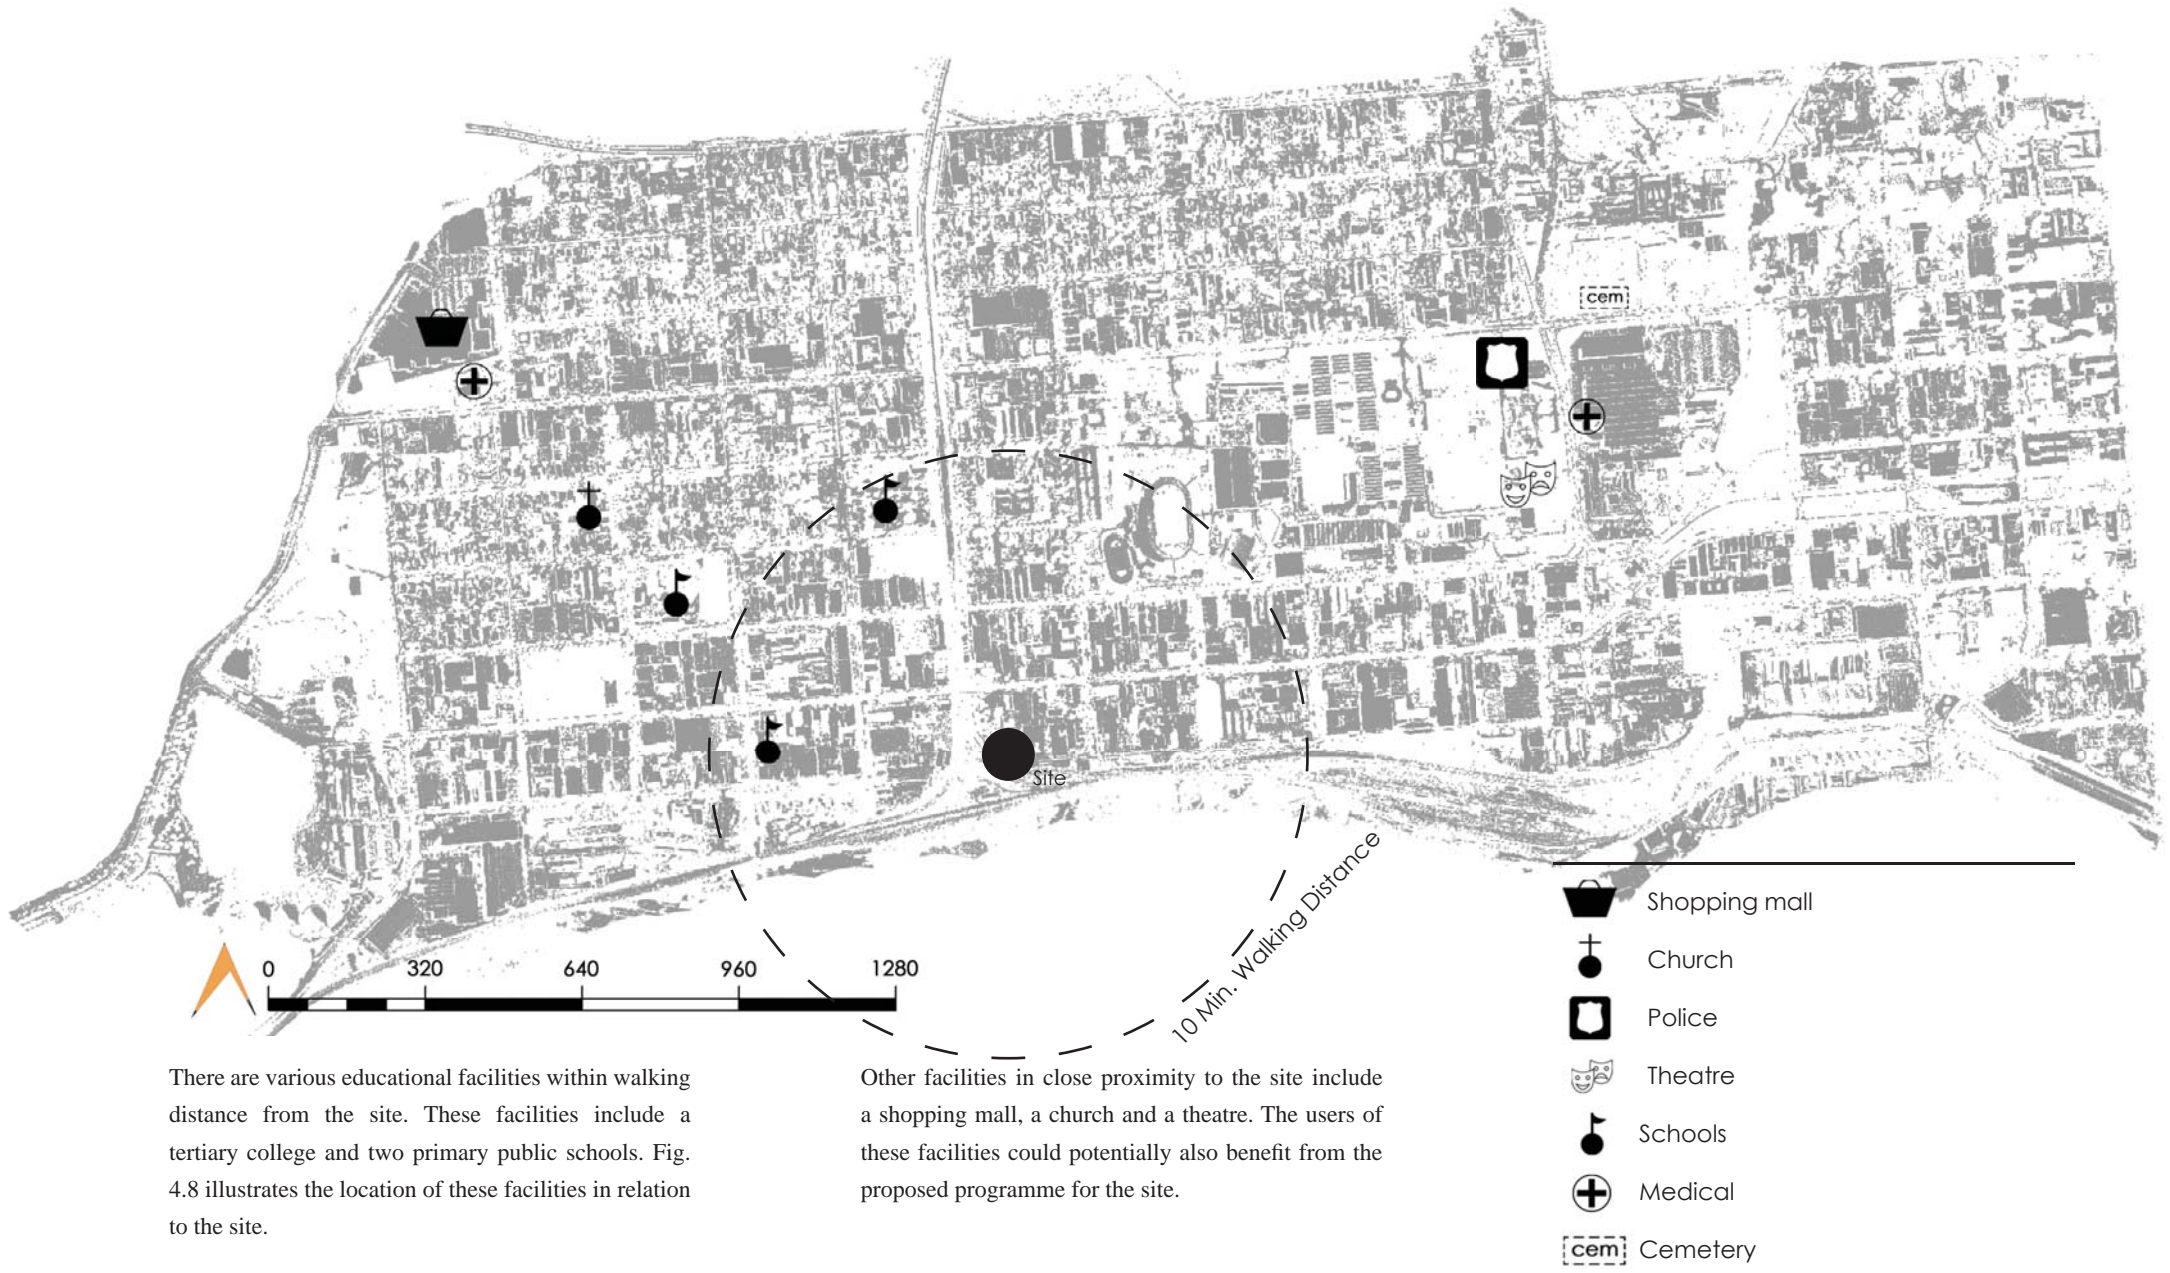 cem
Site
10 Min. Walking Distance
0 320 640 960 1280
There are various educational facilities within walking
distance from the site. These facilities include a
tertiary college and two primary public schools. Fig.
4.8 illustrates the location of these facilities in relation
to the site.
Other facilities in close proximity to the site include
a shopping mall, a church and a theatre. The users of
these facilities could potentially also benefit from the
proposed programme for the site.
Shopping mall
Church
Police
Theatre
Schools
Medical
cem Cemetery